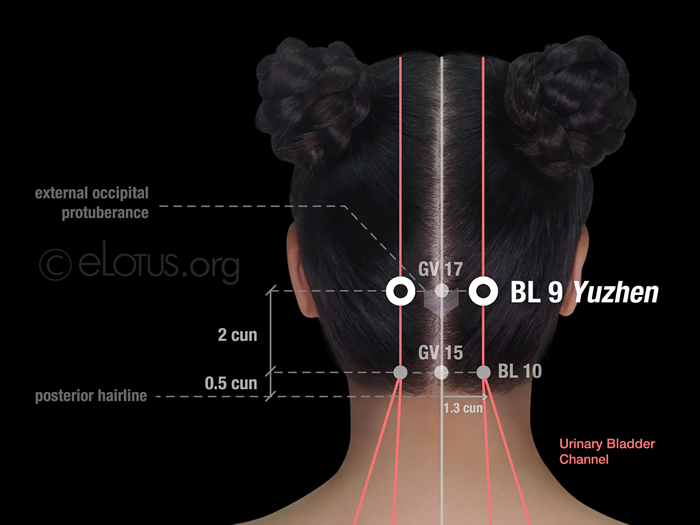 external occipital
protuberance
© eLotus.org
GV 17
BL 9 Yuzhen
2 cun
GV 15
BL 10
0.5 cun
posterior hairline
1.3 cun
Urinary Bladder
Channel